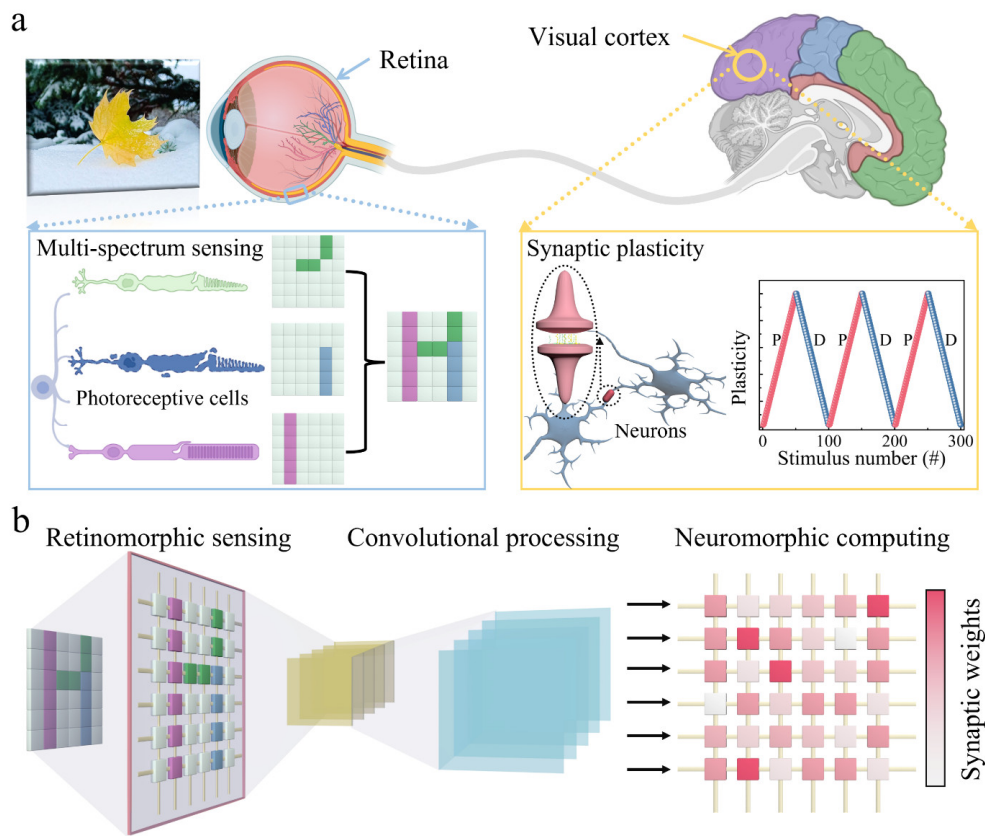 a
Retina
Visual cortex
Multi-spectrum sensing
Photoreceptive cells
Synaptic plasticity
Neurons
Plasticity
P
D
P
D
P
D
0
100
200
300
Stimulus number (#)
b
Retinomorphic sensing
Convolutional processing
Neuromorphic computing
Synaptic weights